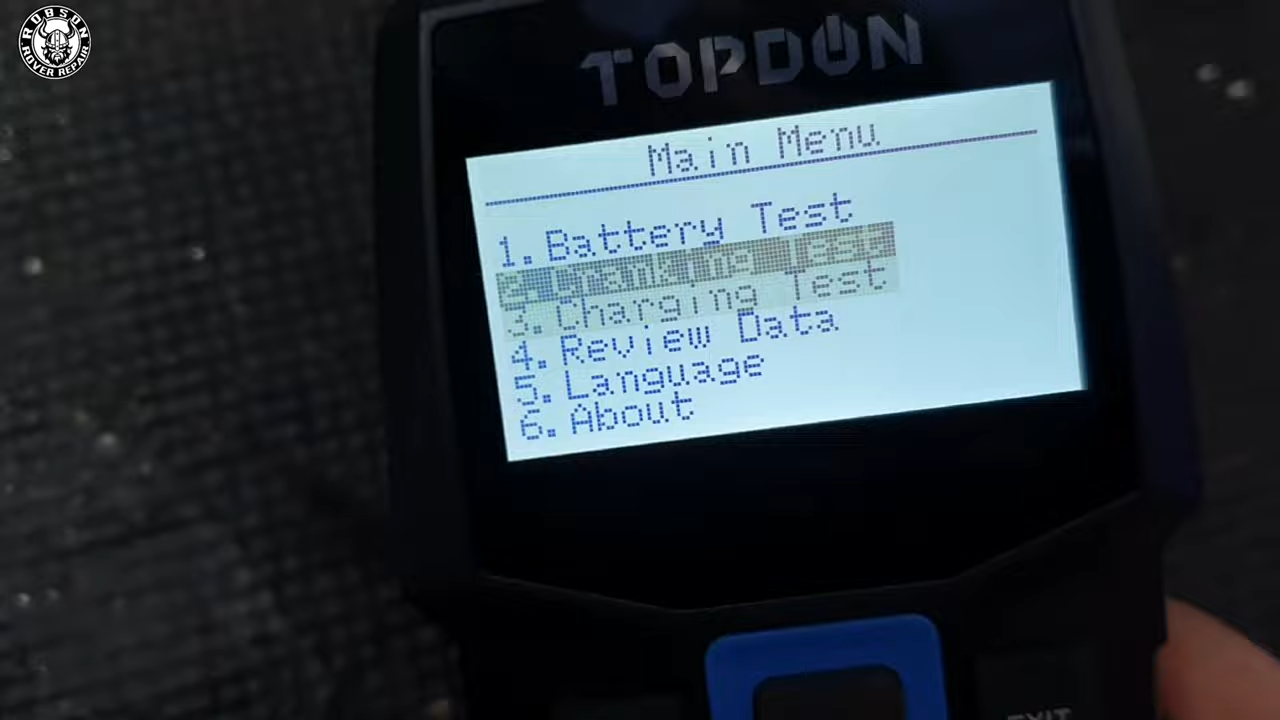 ROBSON
ROVER REPAIR
TOPDON
Main Menu
1.Battery Test
2.Cranking Test
3.Charging Test
4.Review Data
5.Language
6.About
EXIT